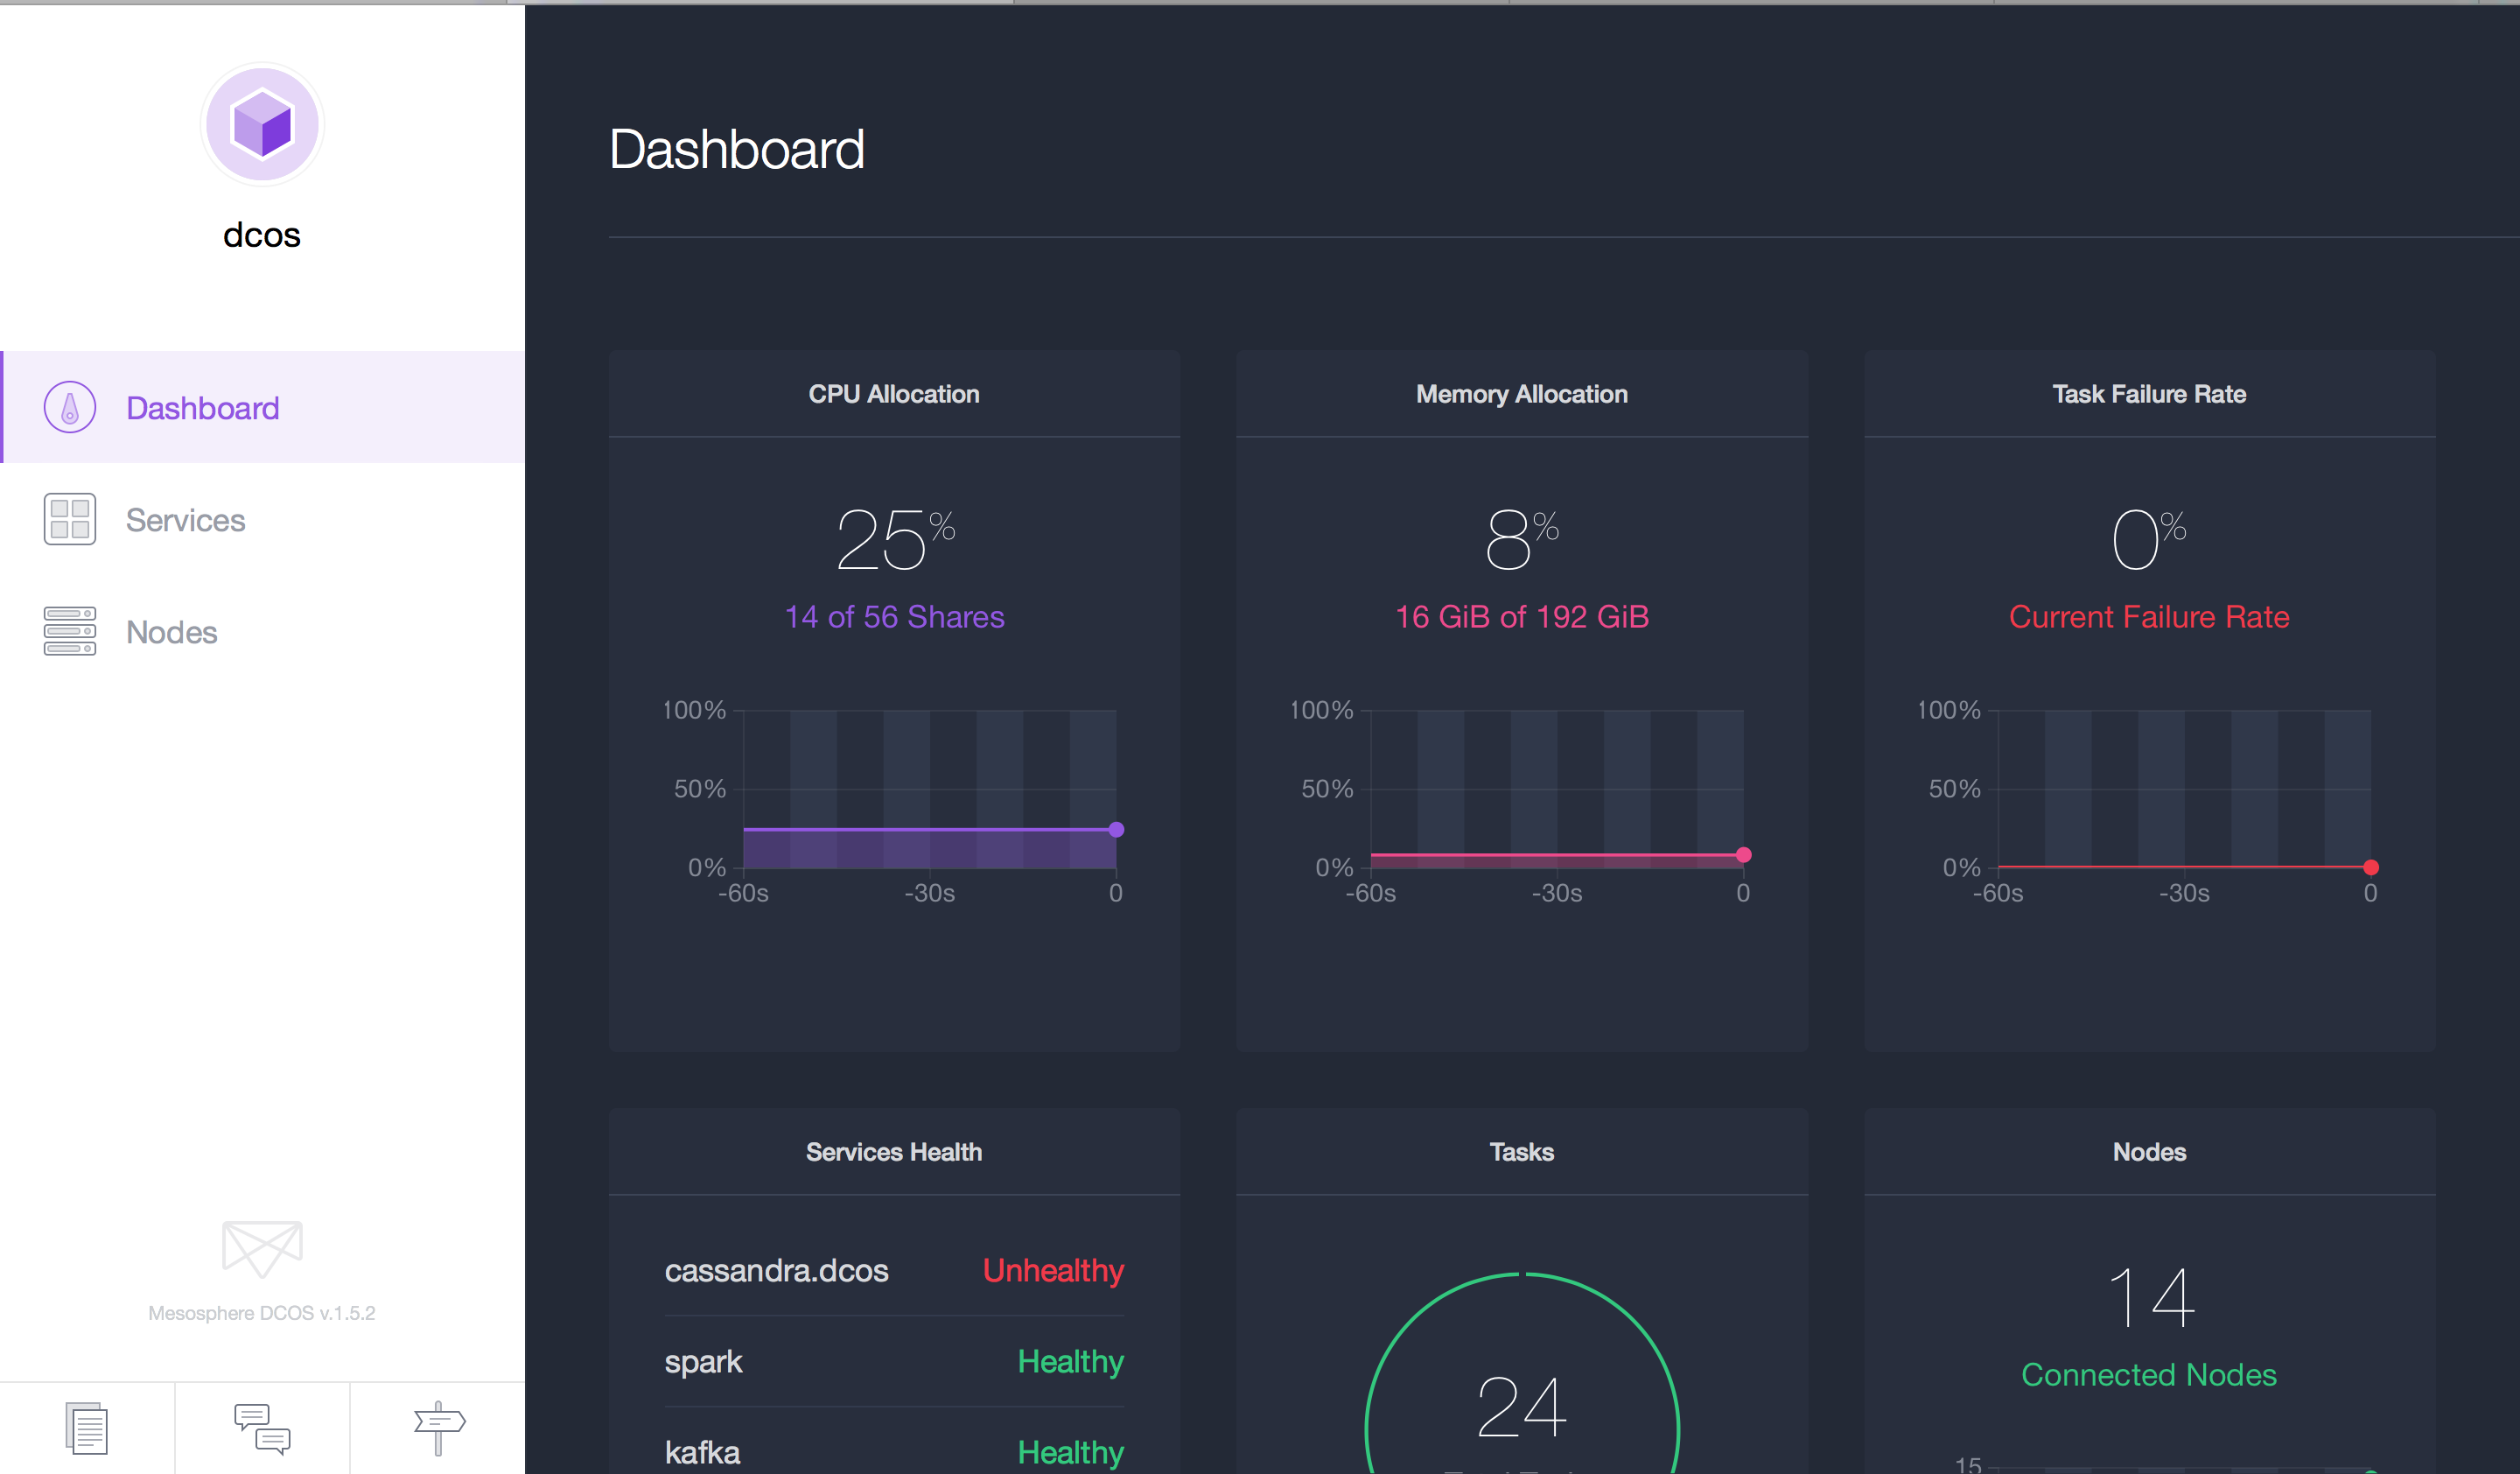 dcos
Dashboard
Services
Nodes
Mesosphere DCOS v.1.5.2
Dashboard
CPU Allocation
25%
14 of 56 Shares
100%
50%
0%
-60s -30s 0
Memory Allocation
8%
16 GiB of 192 GiB
100%
50%
0%
-60s -30s 0
Task Failure Rate
0%
Current Failure Rate
100%
50%
0%
-60s -30s 0
Services Health
cassandra.dcos Unhealthy
spark Healthy
kafka Healthy
Tasks
24
Nodes
14
Connected Nodes
15